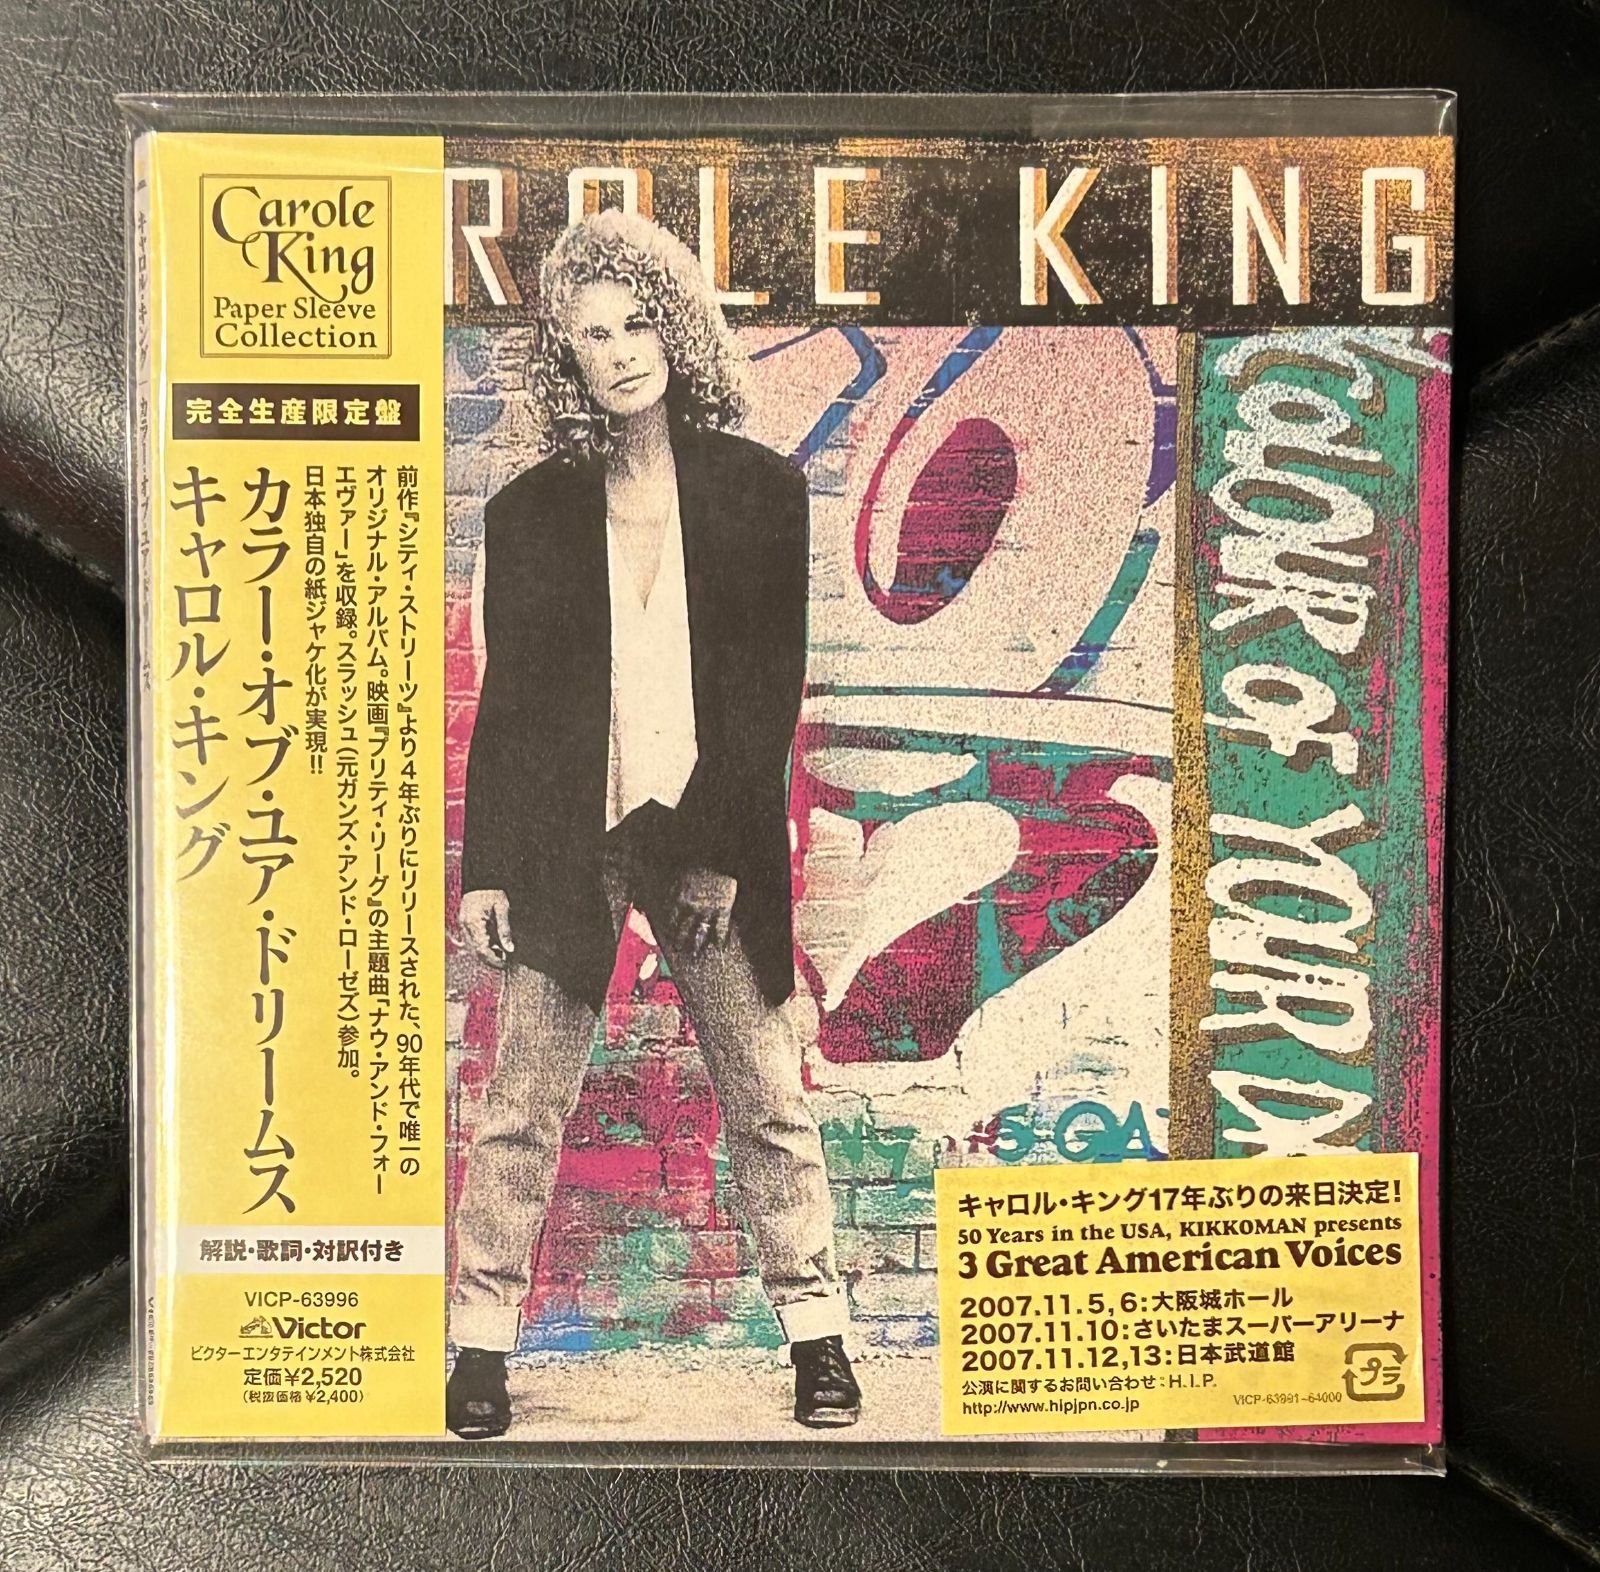 Carole
King
Paper Sleeve
Collection
完全生産限定盤
前作『シティ・ストリーツ』より4年ぶりにリリースされた、90年代で唯一の
オリジナル・アルバム。映画『プリティ・リーグ』の主題曲「ナウ・アンド・フォー
エヴァー」を収録。スラッシュ(元ガンズ・アンド・ローゼズ)参加。
日本独自の紙ジャケ化が実現!!
カラー・オブ・ユア・ドリームス
キャロル・キング
解説・歌詞・対訳付き
VICP-63996
Victor
ビクターエンタテインメント株式会社
定価¥2,520
(税抜価格¥2,400)
ROLE KING
COLOUR OF YOUR D
キャロル・キング17年ぶりの来日決定!
50 Years in the USA, KIKKOMAN presents
3 Great American Voices
2007.11.5,6:大阪城ホール
2007.11.10:さいたまスーパーアリーナ
2007.11.12,13:日本武道館
公演に関するお問い合わせ:H.I.P.
http://www.hipjpn.co.jp
VICP-63991~64000
プラ